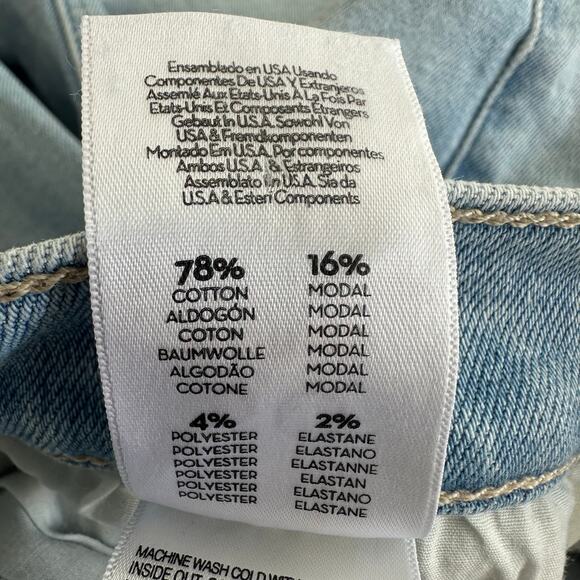 Ensamblado en USA Usando
Componentes De USA Y Extranjeros
Assemlé Aux Etats-Unis A La Fois Par
Etats-Unis Et Composants Etrangers
Gebaut In U.S.A. Sowohl Von
USA & Fremdkomponenten
Montado Em U.S.A. Por componentes
Ambos U.S.A. & Estrangeiros
Assemblato In U.S.A. Sia da
U.S.A & Esteri Components
78% 16%
COTTON MODAL
ALDOGÓN MODAL
COTON MODAL
BAUMWOLLE MODAL
ALGODÃO MODAL
COTONE MODAL
4% 2%
POLYESTER ELASTANE
POLYESTER ELASTANO
POLYESTER ELASTANNE
POLYESTER ELASTAN
POLYESTER ELASTANO
POLYESTER ELASTANE
MACHINE WASH COLD WITH
INSIDE OUT